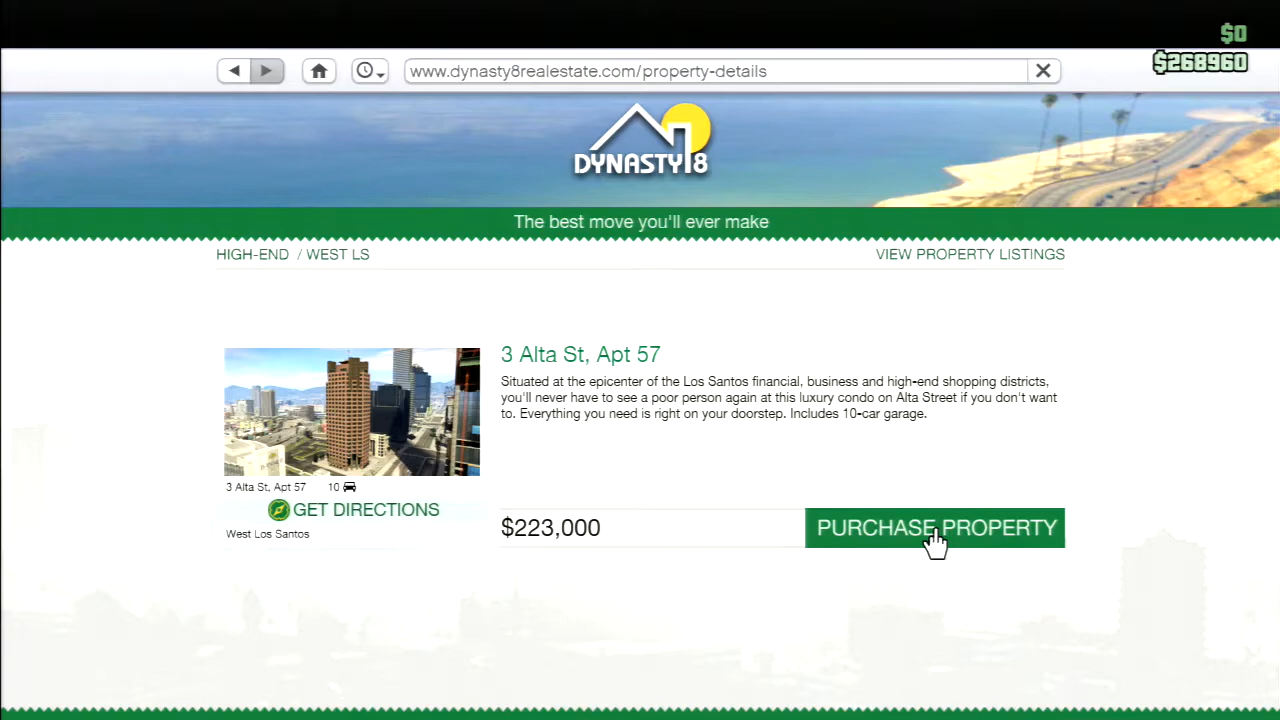 $0
$268960
www.dynasty8realestate.com/property-details
DYNASTY 8
The best move you'll ever make
HIGH-END / WEST LS
VIEW PROPERTY LISTINGS
3 Alta St, Apt 57
Situated at the epicenter of the Los Santos financial, business and high-end shopping districts,
you'll never have to see a poor person again at this luxury condo on Alta Street if you don't want
to. Everything you need is right on your doorstep. Includes 10-car garage.
3 Alta St, Apt 57 10
GET DIRECTIONS
West Los Santos
$223,000
PURCHASE PROPERTY